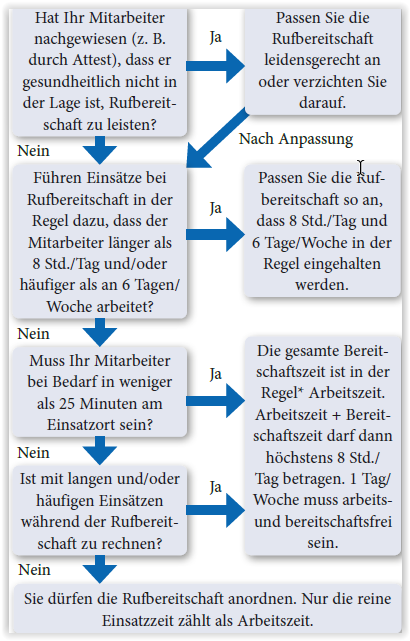 Hat Ihr Mitarbeiter
nachgewiesen (z. B.
durch Attest), dass er
gesundheitlich nicht in
der Lage ist, Rufbereit-
schaft zu leisten?
Ja
Passen Sie die
Rufbereitschaft
leidensgerecht an
oder verzichten Sie
darauf.
Nein
Nach Anpassung
Führen Einsätze bei
Rufbereitschaft in der
Regel dazu, dass der
Mitarbeiter länger als
8 Std./Tag und/oder
häufiger als an 6 Tagen/
Woche arbeitet?
Ja
Passen Sie die Ruf-
bereitschaft so an,
dass 8 Std./Tag und
6 Tage/Woche in der
Regel eingehalten
werden.
Nein
Muss Ihr Mitarbeiter
bei Bedarf in weniger
als 25 Minuten am
Einsatzort sein?
Ja
Die gesamte Bereit-
schaftszeit ist in der
Regel* Arbeitszeit.
Arbeitszeit + Bereit-
schaftszeit darf dann
höchstens 8 Std./
Tag betragen. 1 Tag/
Woche muss arbeits-
und bereitschaftsfrei
sein.
Nein
Ist mit langen und/oder
häufigen Einsätzen
während der Rufbereit-
schaft zu rechnen?
Ja
Nein
Sie dürfen die Rufbereitschaft anordnen. Nur die reine
Einsatzzeit zählt als Arbeitszeit.